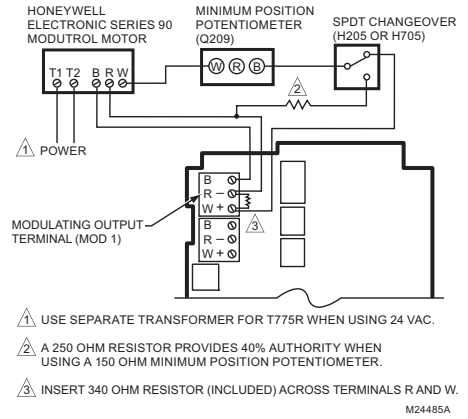 HONEYWELL
ELECTRONIC SERIES 90
MODUTROL MOTOR
MINIMUM POSITION
POTENTIOMETER
(Q209)
SPDT CHANGEOVER
(H205 OR H705)
T1 T2 B R W
W R B
2
1 POWER
B
R –
W +
3
MODULATING OUTPUT
TERMINAL (MOD 1)
B
R –
W +
1 USE SEPARATE TRANSFORMER FOR T775R WHEN USING 24 VAC.
2 A 250 OHM RESISTOR PROVIDES 40% AUTHORITY WHEN
USING A 150 OHM MINIMUM POSITION POTENTIOMETER.
3 INSERT 340 OHM RESISTOR (INCLUDED) ACROSS TERMINALS R AND W.
M24485A